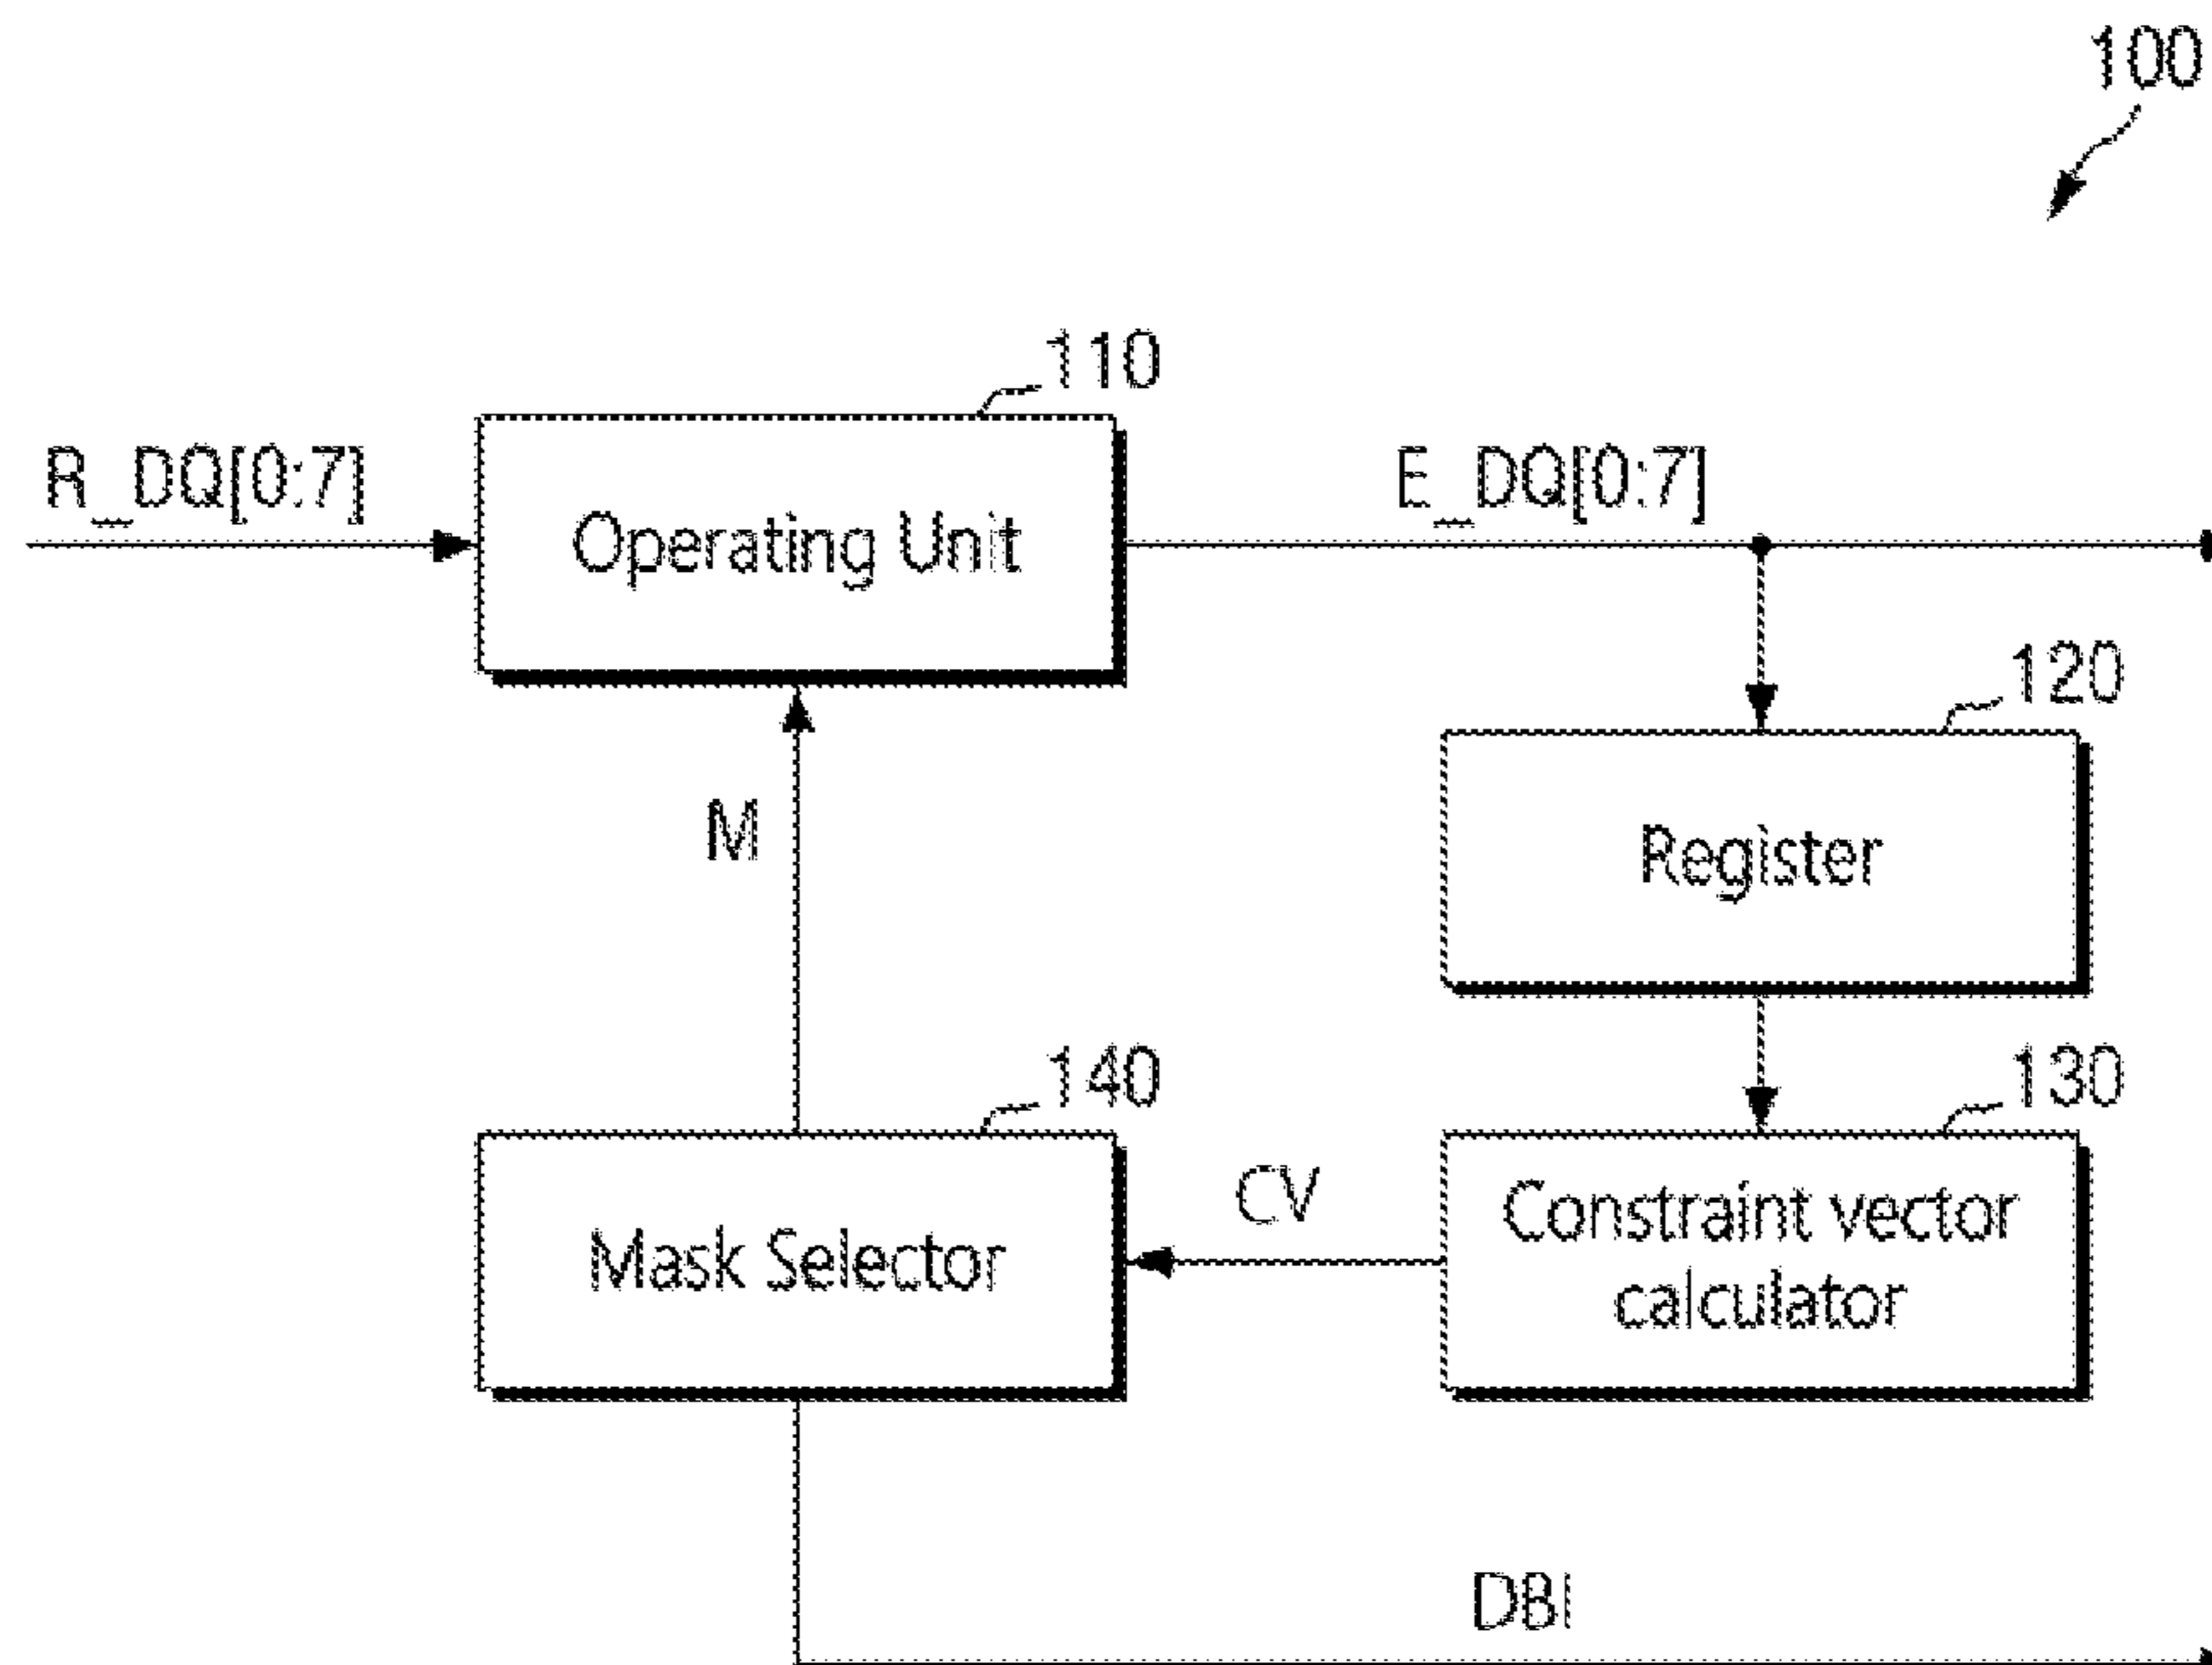 100
110
R_DQ[0:7]
Operating Unit
E_DQ[0:7]
120
M
Register
140
130
Mask Selector
CV
Constraint vector
calculator
DBI